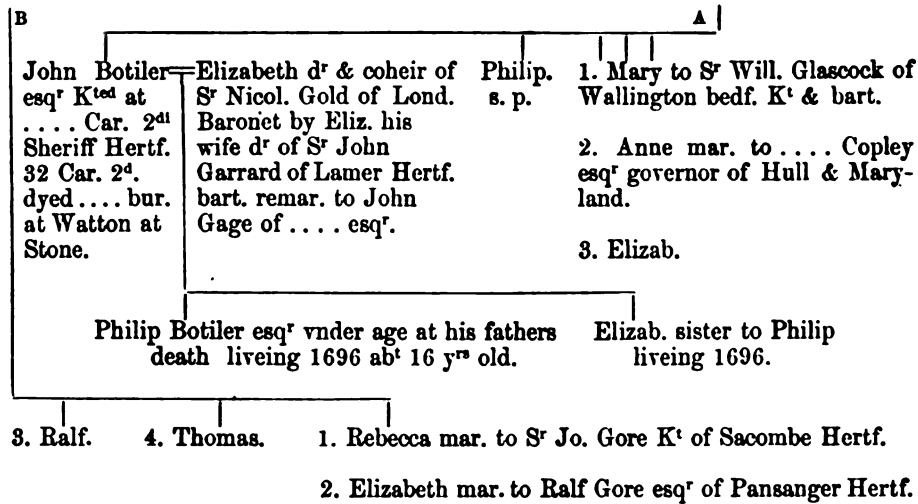 B
A
John Botiler
esqʳ Kᵗᵉᵈ at
. . . . Car. 2ᵈⁱ
Sheriff Hertf.
32 Car. 2ᵈ.
dyed . . . . bur.
at Watton at
Stone.
Elizabeth dʳ & coheir of
Sʳ Nicol. Gold of Lond.
Baronet by Eliz. his
wife dʳ of Sʳ John
Garrard of Lamer Hertf.
bart. remar. to John
Gage of . . . . esqʳ.
Philip.
s. p.
1. Mary to Sʳ Will. Glascock of
Wallington bedf. Kᵗ & bart.
2. Anne mar. to . . . . Copley
esqʳ governor of Hull & Mary-
land.
3. Elizab.
Philip Botiler esqʳ vnder age at his fathers
death liveing 1696 abᵗ 16 yʳˢ old.
Elizab. sister to Philip
liveing 1696.
3. Ralf.
4. Thomas.
1. Rebecca mar. to Sʳ Jo. Gore Kᵗ of Sacombe Hertf.
2. Elizabeth mar. to Ralf Gore esqʳ of Pansanger Hertf.